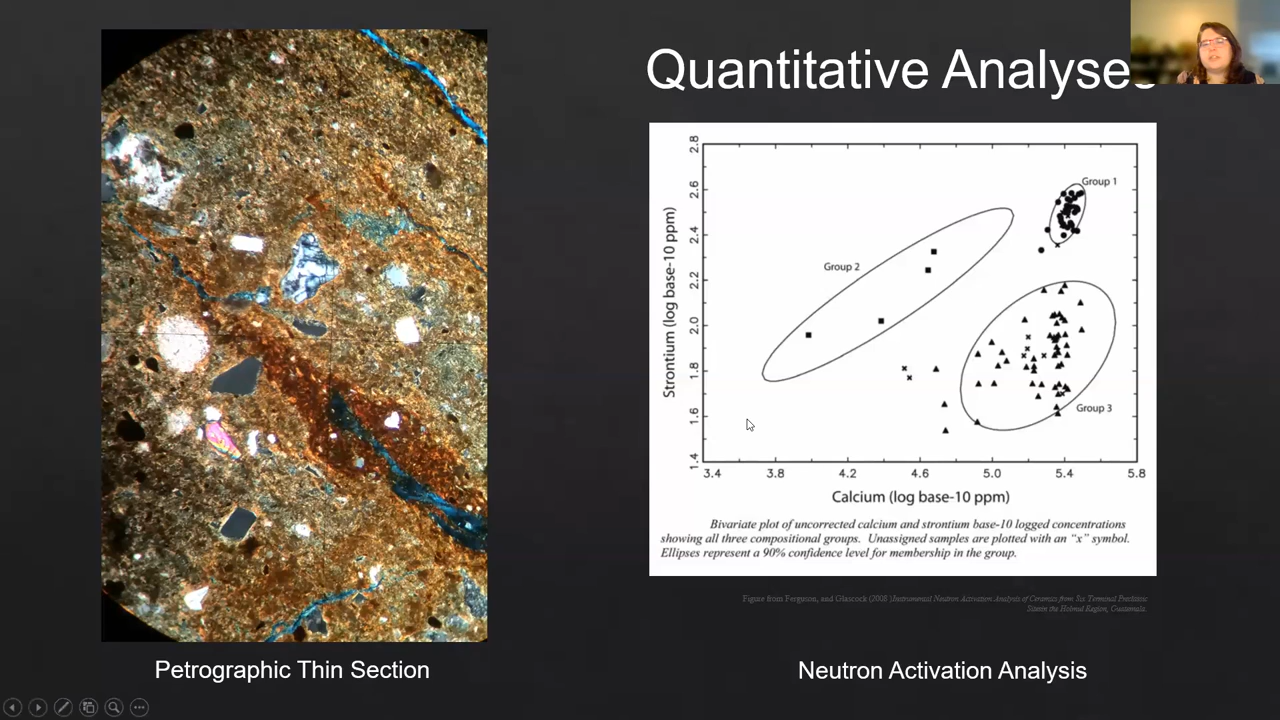 Quantitative Analyse
2.8
2.6
2.4
2.2
2.0
1.8
1.6
1.4
Strontium (log base-10 ppm)
Group 1
Group 2
Group 3
3.4 3.8 4.2 4.6 5.0 5.4 5.8
Calcium (log base-10 ppm)
Bivariate plot of uncorrected calcium and strontium base-10 logged concentrations
showing all three compositional groups. Unassigned samples are plotted with an "x" symbol.
Ellipses represent a 90% confidence level for membership in the group.
Figure from Ferguson, and Glascock (2008 )Instrumental Neutron Activation Analysis of Ceramics from Six Terminal Preclassic
Sites in the Holmul Region, Guatemala.
Petrographic Thin Section
Neutron Activation Analysis